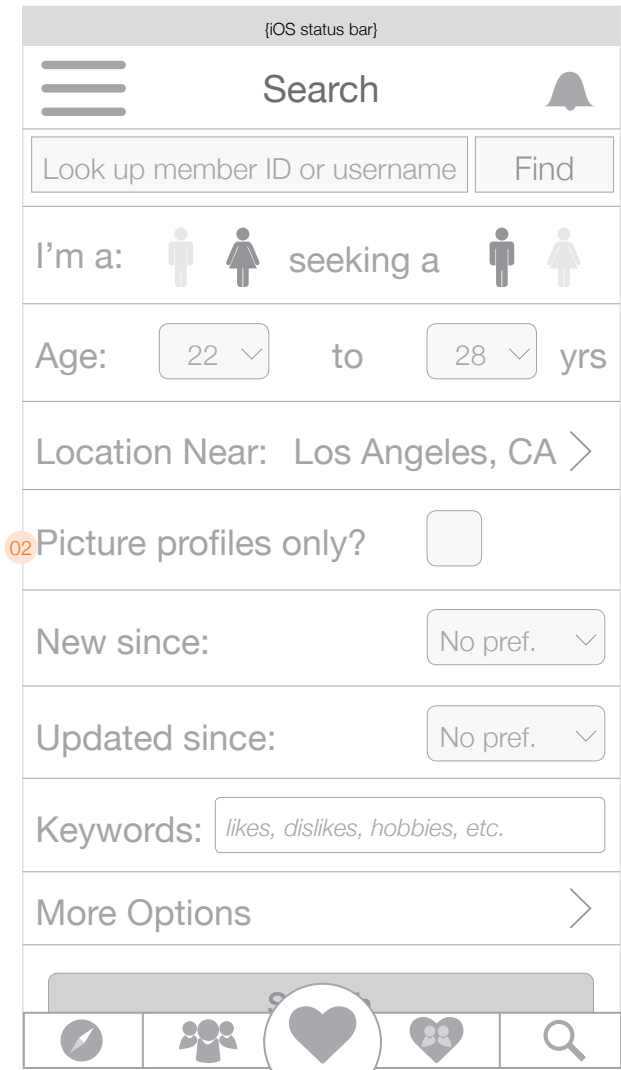 {iOS status bar}
Search
Look up member ID or username Find
I'm a: seeking a
Age: 22 to 28 yrs
Location Near: Los Angeles, CA
02 Picture profiles only?
New since: No pref.
Updated since: No pref.
Keywords: likes, dislikes, hobbies, etc.
More Options